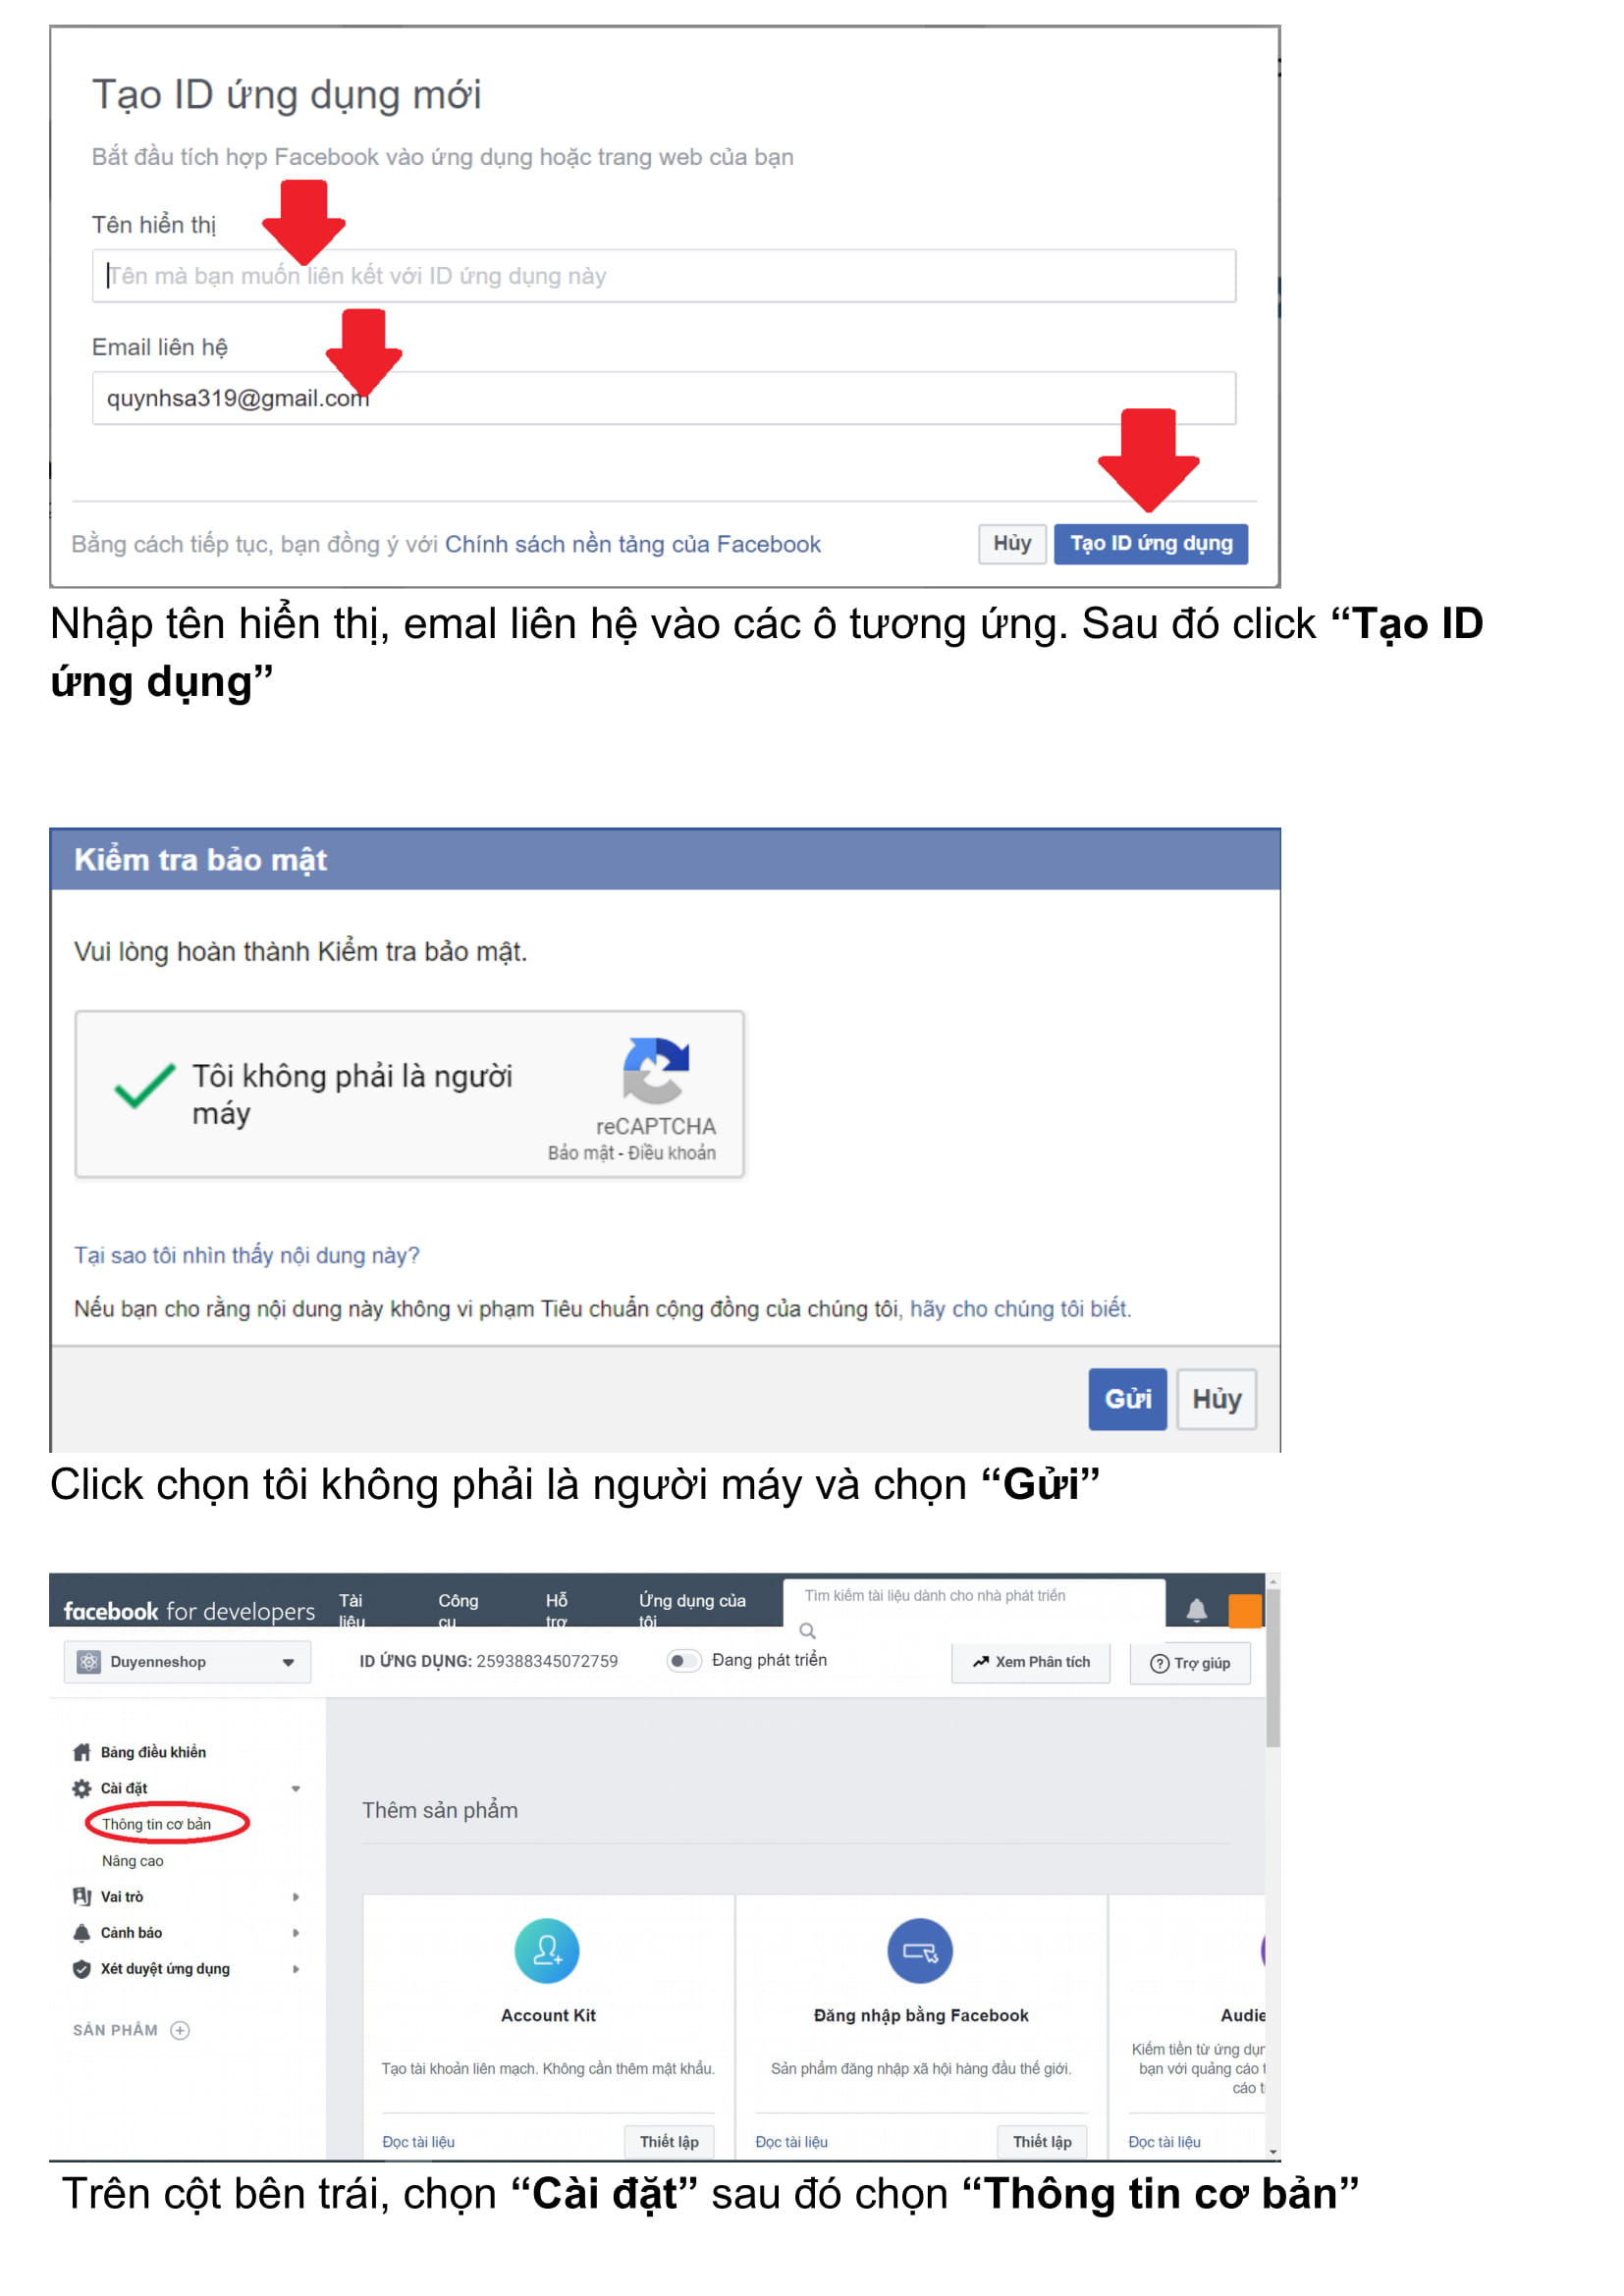 Tạo ID ứng dụng mới
Bắt đầu tích hợp Facebook vào ứng dụng hoặc trang web của bạn
Tên hiển thị
Tên mà bạn muốn liên kết với ID ứng dụng này
Email liên hệ
quynhsa319@gmail.com
Bằng cách tiếp tục, bạn đồng ý với Chính sách nền tảng của Facebook
Hủy
Tạo ID ứng dụng
Nhập tên hiển thị, emal liên hệ vào các ô tương ứng. Sau đó click “Tạo ID
ứng dụng”
Kiểm tra bảo mật
Vui lòng hoàn thành Kiểm tra bảo mật.
Tôi không phải là người
máy
reCAPTCHA
Bảo mật - Điều khoản
Tại sao tôi nhìn thấy nội dung này?
Nếu bạn cho rằng nội dung này không vi phạm Tiêu chuẩn cộng đồng của chúng tôi, hãy cho chúng tôi biết.
Gửi
Hủy
Click chọn tôi không phải là người máy và chọn “Gửi”
facebook for developers
Tài
liệu
Công
cụ
Hỗ
trợ
Ứng dụng của
tôi
Tìm kiếm tài liệu dành cho nhà phát triển
Duyenneshop
ID ỨNG DỤNG: 259388345072759
Đang phát triển
Xem Phân tích
Trợ giúp
Bảng điều khiển
Cài đặt
Thông tin cơ bản
Nâng cao
Vai trò
Cảnh báo
Xét duyệt ứng dụng
SẢN PHẨM
Thêm sản phẩm
Account Kit
Tạo tài khoản liên mạch. Không cần thêm mật khẩu.
Đọc tài liệu
Thiết lập
Đăng nhập bằng Facebook
Sản phẩm đăng nhập xã hội hàng đầu thế giới.
Đọc tài liệu
Thiết lập
Audie
Kiếm tiền từ ứng dụn
bạn với quảng cáo t
cáo t
Đọc tài liệu
Trên cột bên trái, chọn “Cài đặt” sau đó chọn “Thông tin cơ bản”